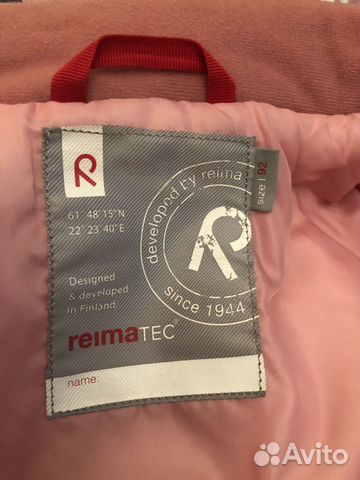 R
61 48'15"N
22 23'40"E
developed by reima
R
since 1944
size | 92
Designed
& developed
in Finland.
reimaTEC®
name:
Avito